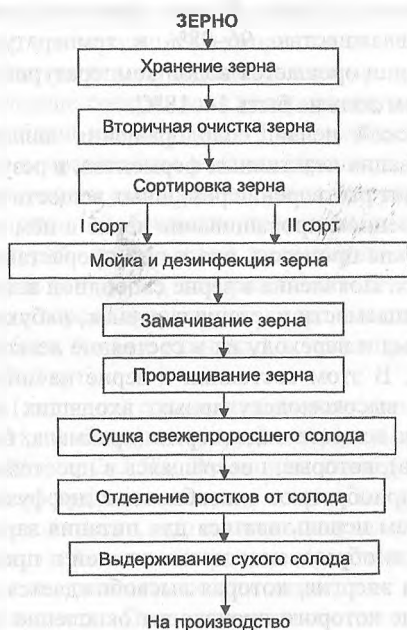 ЗЕРНО
Хранение зерна
Вторичная очистка зерна
Сортировка зерна
I сорт
II сорт
Мойка и дезинфекция зерна
Замачивание зерна
Проращивание зерна
Сушка свежепроросшего солода
Отделение ростков от солода
Выдерживание сухого солода
На производство